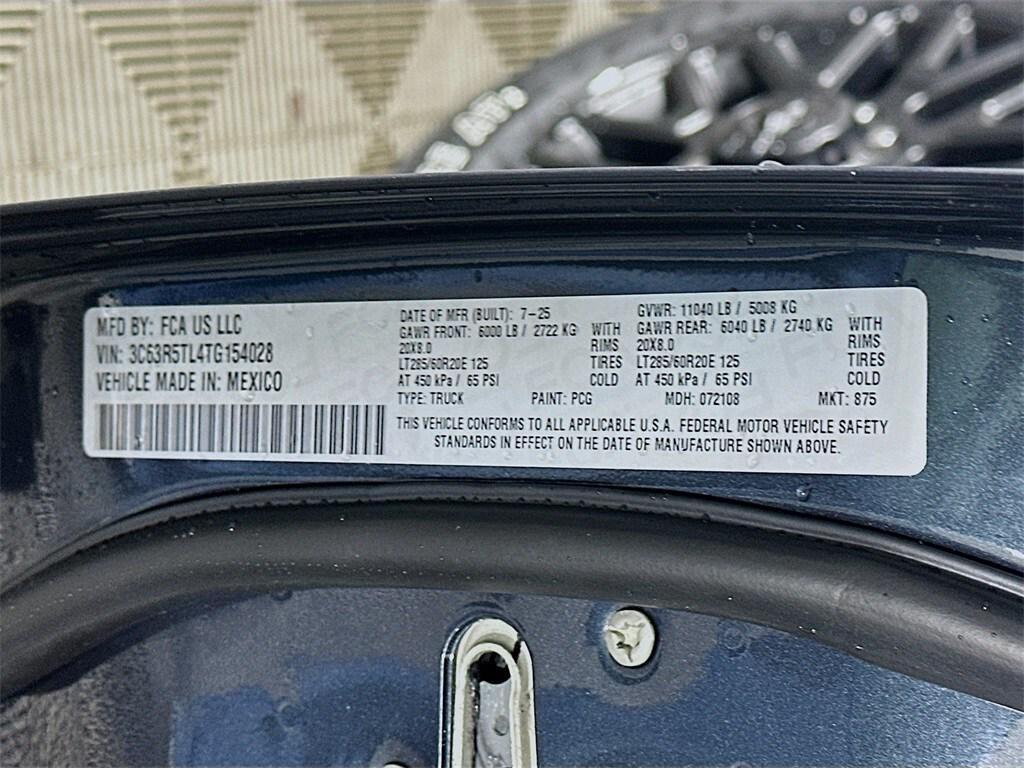 MFD BY: FCA US LLC
VIN: 3C63R5TL4TG154028
VEHICLE MADE IN: MEXICO
DATE OF MFR (BUILT): 7-25
GAWR FRONT: 6000 LB / 2722 KG WITH
20X8.0 RIMS
LT285/60R20E 125 TIRES
AT 450 kPa / 65 PSI COLD
GVWR: 11040 LB / 5008 KG
GAWR REAR: 6040 LB / 2740 KG WITH
20X8.0 RIMS
LT285/60R20E 125 TIRES
AT 450 kPa / 65 PSI COLD
TYPE: TRUCK PAINT: PCG MDH: 072108 MKT: 875
THIS VEHICLE CONFORMS TO ALL APPLICABLE U.S.A. FEDERAL MOTOR VEHICLE SAFETY
STANDARDS IN EFFECT ON THE DATE OF MANUFACTURE SHOWN ABOVE.